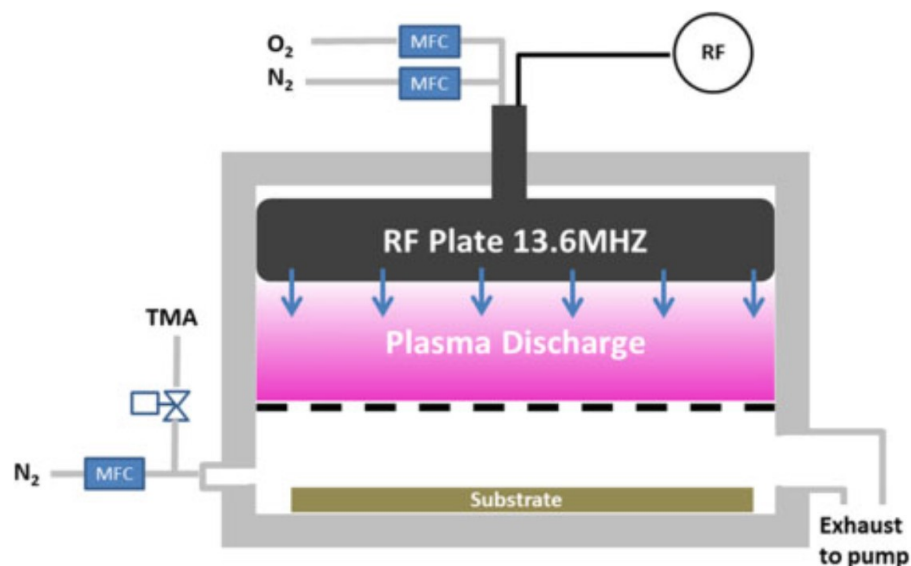 O₂
MFC
N₂
MFC
RF
RF Plate 13.6MHZ
Plasma Discharge
TMA
N₂
MFC
Substrate
Exhaust
to pump